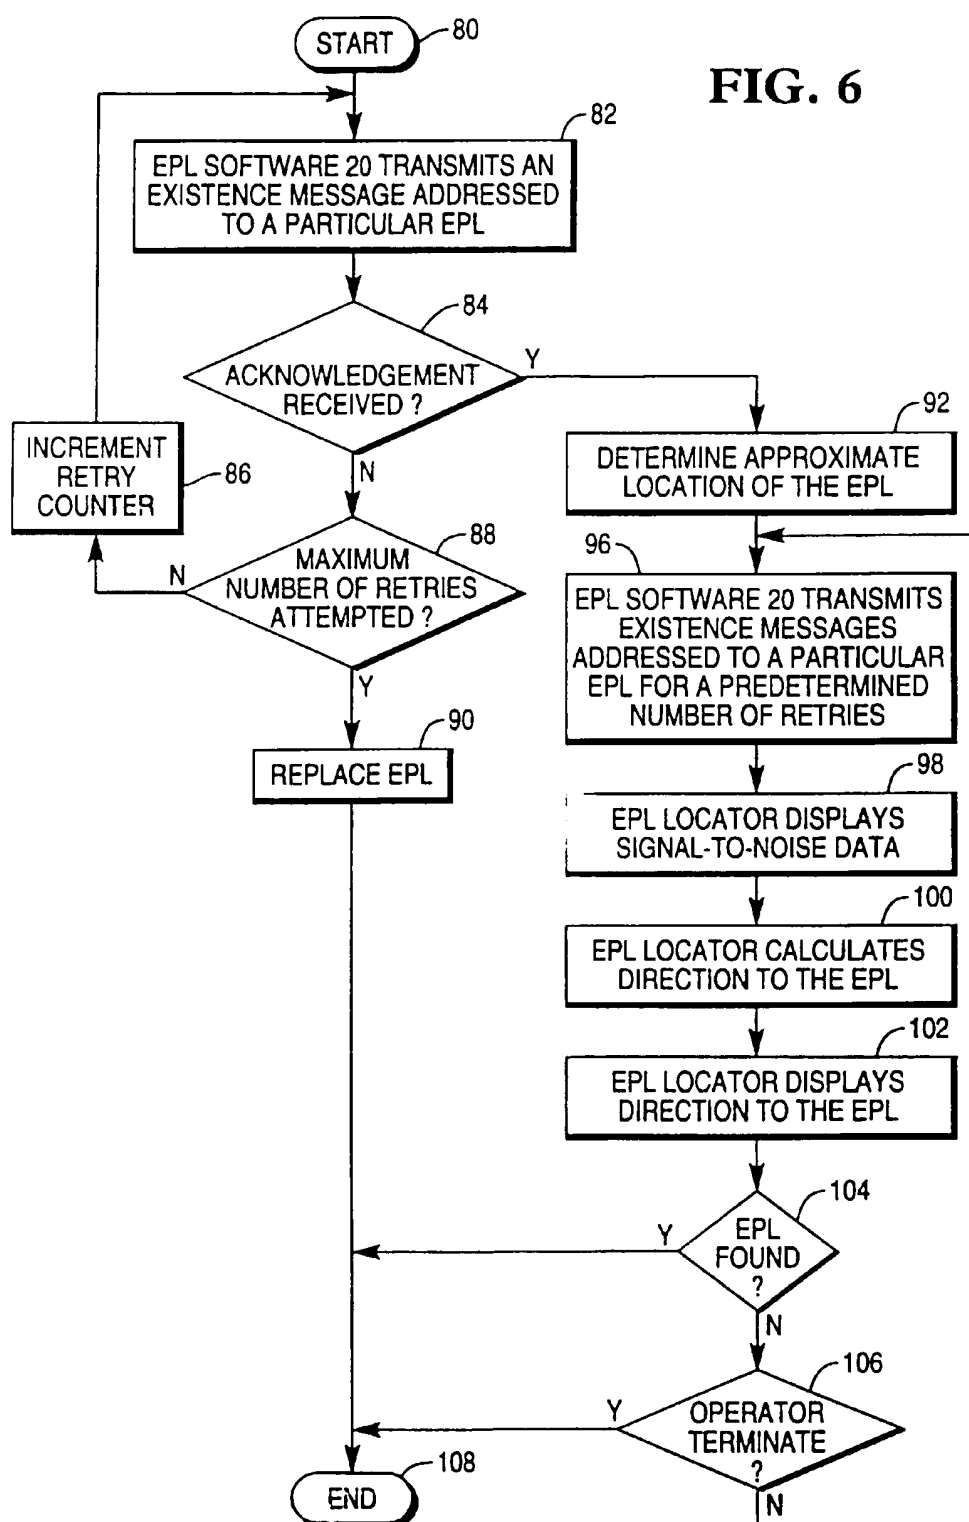 START
80
FIG. 6
82
EPL SOFTWARE 20 TRANSMITS AN
EXISTENCE MESSAGE ADDRESSED
TO A PARTICULAR EPL
84
ACKNOWLEDGEMENT
RECEIVED ?
Y
N
INCREMENT
RETRY
COUNTER
86
88
MAXIMUM
NUMBER OF RETRIES
ATTEMPTED ?
N
Y
90
REPLACE EPL
92
DETERMINE APPROXIMATE
LOCATION OF THE EPL
96
EPL SOFTWARE 20 TRANSMITS
EXISTENCE MESSAGES
ADDRESSED TO A PARTICULAR
EPL FOR A PREDETERMINED
NUMBER OF RETRIES
98
EPL LOCATOR DISPLAYS
SIGNAL-TO-NOISE DATA
100
EPL LOCATOR CALCULATES
DIRECTION TO THE EPL
102
EPL LOCATOR DISPLAYS
DIRECTION TO THE EPL
104
EPL
FOUND
?
Y
N
106
OPERATOR
TERMINATE
?
Y
N
108
END